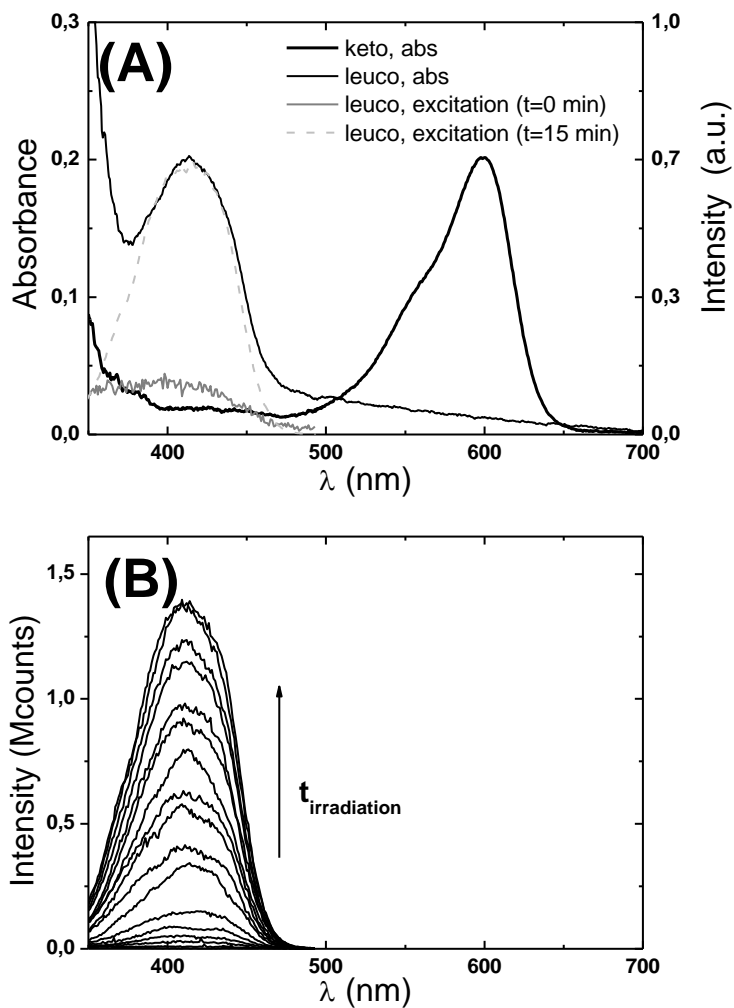 (A)
keto, abs
leuco, abs
leuco, excitation (t=0 min)
leuco, excitation (t=15 min)
Absorbance
Intensity (a.u.)
0,3
0,2
0,1
0,0
1,0
0,7
0,3
0,0
400 500 600 700
λ (nm)
(B)
Intensity (Mcounts)
1,5
1,0
0,5
0,0
t irradiation
400 500 600 700
λ (nm)